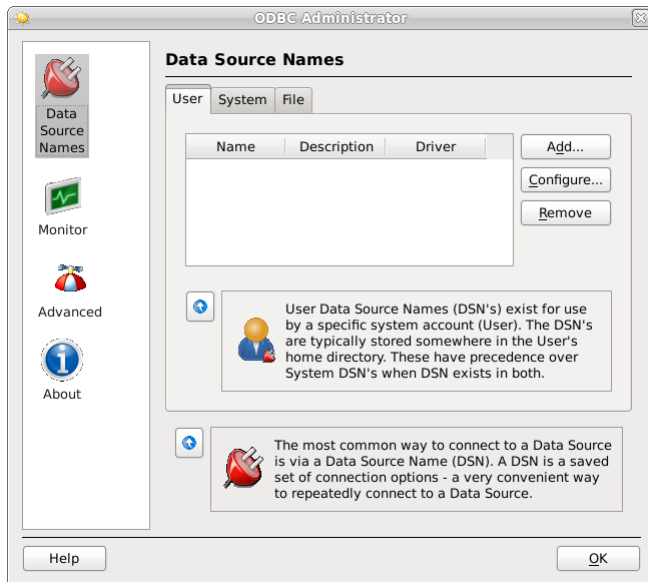 ODBC Administrator
Data
Source
Names
Monitor
Advanced
About
Data Source Names
User System File
Name Description Driver
Add...
Configure...
Remove
User Data Source Names (DSN's) exist for use
by a specific system account (User). The DSN's
are typically stored somewhere in the User's
home directory. These have precedence over
System DSN's when DSN exists in both.
The most common way to connect to a Data Source
is via a Data Source Name (DSN). A DSN is a saved
set of connection options - a very convenient way
to repeatedly connect to a Data Source.
Help
OK